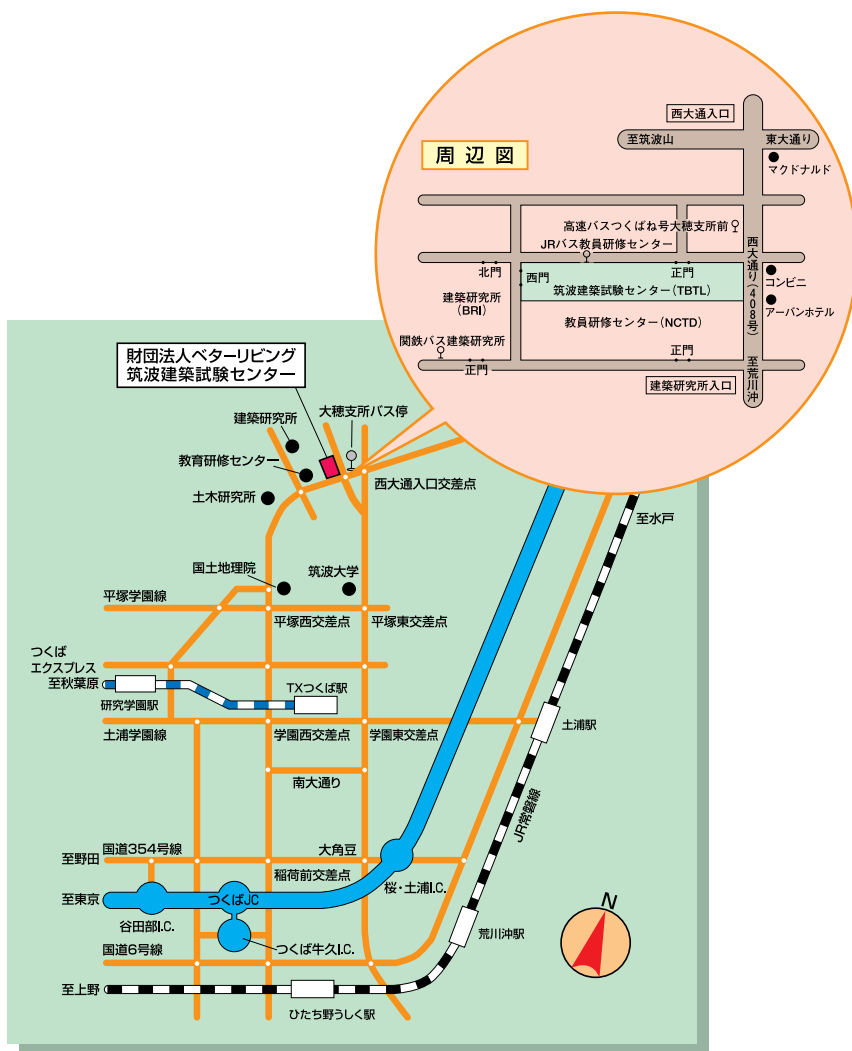 西大通入口
至筑波山
東大通り
マクドナルド
周辺図
高速バスつくばね号大穂支所前
JRバス教員研修センター
北門
西門
正門
西大通り(408号)
コンビニ
筑波建築試験センター(TBTL)
建築研究所
(BRI)
アーバンホテル
教員研修センター(NCTD)
関鉄バス建築研究所
正門
正門
至荒川沖
建築研究所入口
財団法人ベターリビング
筑波建築試験センター
建築研究所
大穂支所バス停
教育研修センター
西大通入口交差点
土木研究所
至水戸
国土地理院
筑波大学
平塚学園線
平塚西交差点
平塚東交差点
つくば
エクスプレス
至秋葉原
研究学園駅
TXつくば駅
土浦学園線
学園西交差点
学園東交差点
土浦駅
南大通り
JR常磐線
国道354号線
大角豆
至野田
稲荷前交差点
桜・土浦I.C.
至東京
つくばJC
谷田部I.C.
つくば牛久I.C.
荒川沖駅
N
国道6号線
至上野
ひたち野うしく駅